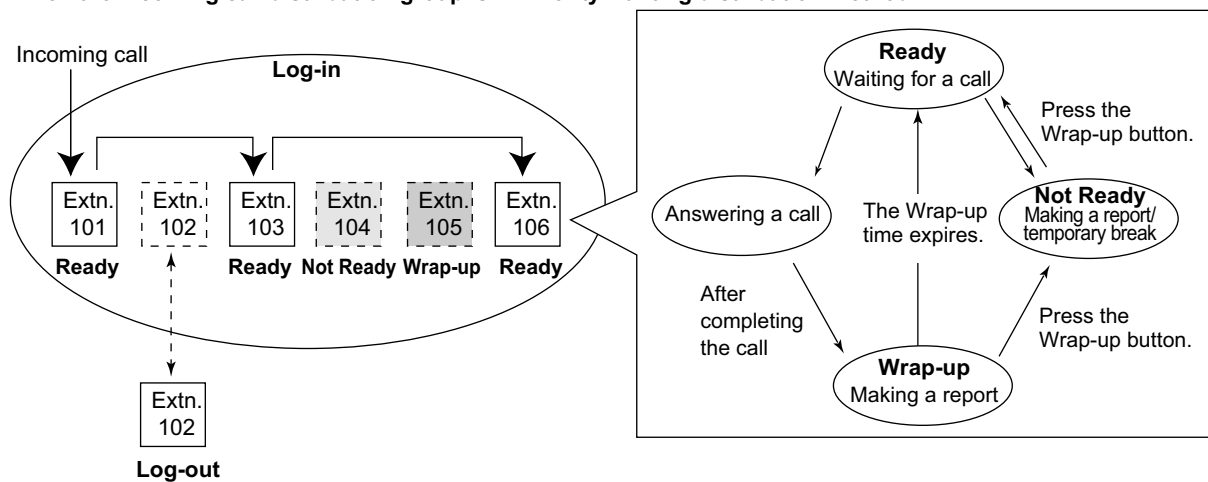 Incoming call
Log-in
Extn.
101
Extn.
102
Extn.
103
Extn.
104
Extn.
105
Extn.
106
Ready
Ready
Not Ready
Wrap-up
Ready
Extn.
102
Log-out
Ready
Waiting for a call
Press the
Wrap-up button.
Answering a call
The Wrap-up
time expires.
Not Ready
Making a report/
temporary break
After
completing
the call
Press the
Wrap-up button.
Wrap-up
Making a report